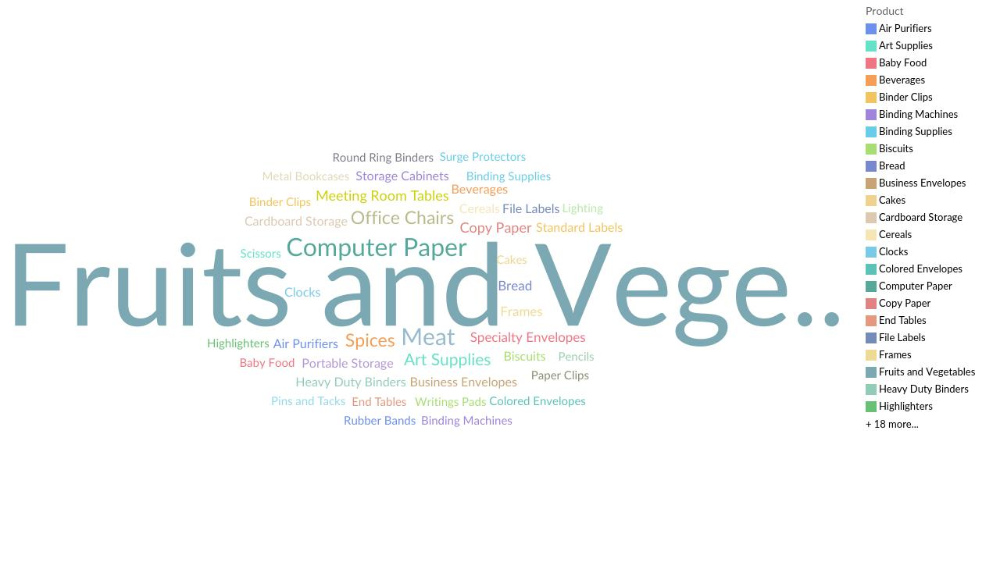 Round Ring Binders Surge Protectors
Metal Bookcases Storage Cabinets Binding Supplies
Beverages
Binder Clips Meeting Room Tables
Cereals File Labels Lighting
Cardboard Storage Office Chairs
Copy Paper Standard Labels
Scissors Computer Paper
Cakes
Fruits and Vege..
Bread
Clocks
Frames
Highlighters Air Purifiers Spices Meat Specialty Envelopes
Baby Food Portable Storage Art Supplies Biscuits Pencils
Paper Clips
Heavy Duty Binders Business Envelopes
Pins and Tacks End Tables Writings Pads Colored Envelopes
Rubber Bands Binding Machines
Product
Air Purifiers
Art Supplies
Baby Food
Beverages
Binder Clips
Binding Machines
Binding Supplies
Biscuits
Bread
Business Envelopes
Cakes
Cardboard Storage
Cereals
Clocks
Colored Envelopes
Computer Paper
Copy Paper
End Tables
File Labels
Frames
Fruits and Vegetables
Heavy Duty Binders
Highlighters
+ 18 more...